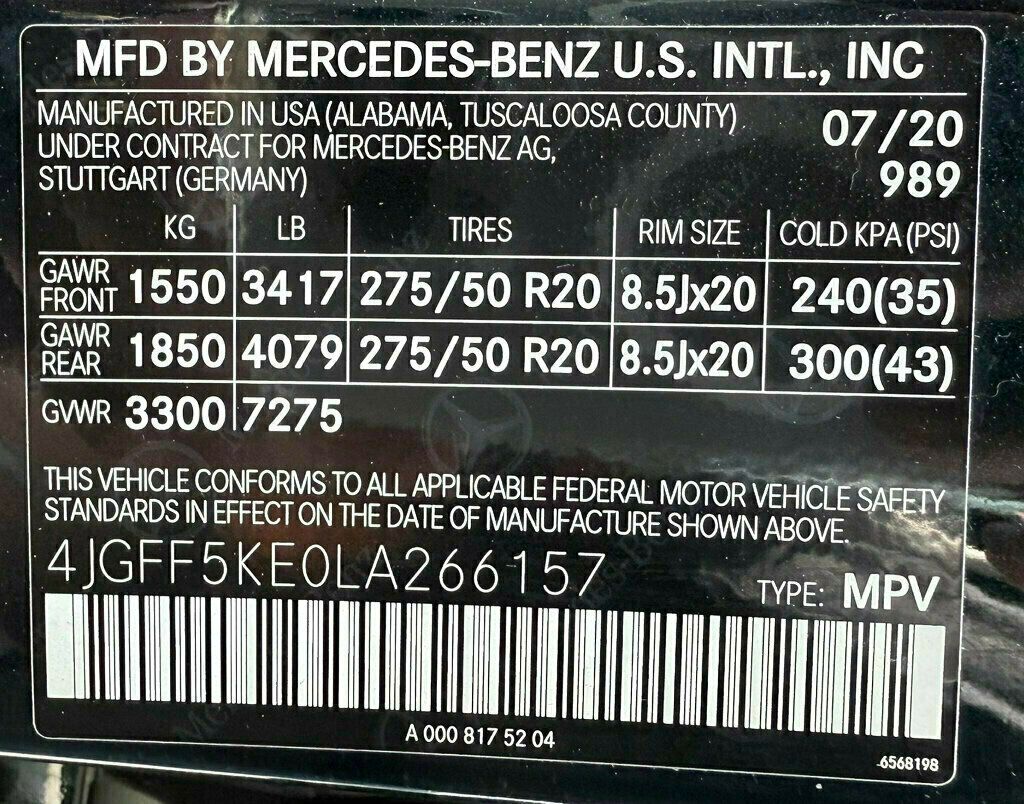 MFD BY MERCEDES-BENZ U.S. INTL., INC
MANUFACTURED IN USA (ALABAMA, TUSCALOOSA COUNTY)
UNDER CONTRACT FOR MERCEDES-BENZ AG,
STUTTGART (GERMANY)
07/20
989
KG LB TIRES RIM SIZE COLD KPA (PSI)
GAWR FRONT 1550 3417 275/50 R20 8.5Jx20 240(35)
GAWR REAR 1850 4079 275/50 R20 8.5Jx20 300(43)
GVWR 3300 7275
THIS VEHICLE CONFORMS TO ALL APPLICABLE FEDERAL MOTOR VEHICLE SAFETY
STANDARDS IN EFFECT ON THE DATE OF MANUFACTURE SHOWN ABOVE.
4JGFF5KE0LA266157
TYPE: MPV
A 000 817 52 04
6568198